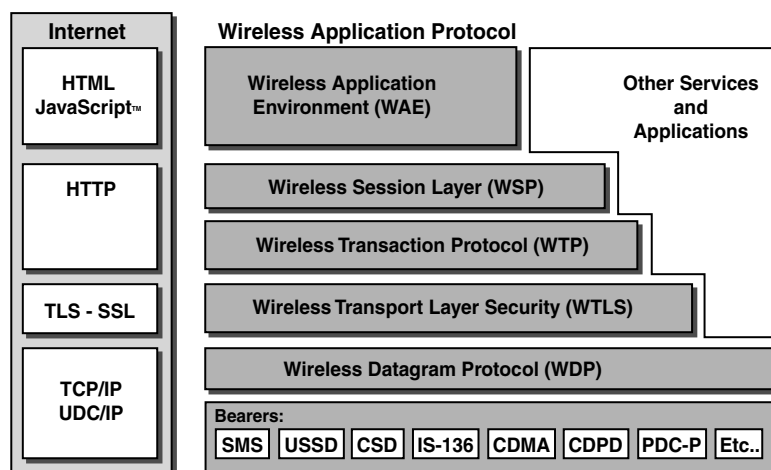 Internet
HTML
JavaScript™
HTTP
TLS - SSL
TCP/IP
UDC/IP
Wireless Application Protocol
Wireless Application
Environment (WAE)
Other Services
and
Applications
Wireless Session Layer (WSP)
Wireless Transaction Protocol (WTP)
Wireless Transport Layer Security (WTLS)
Wireless Datagram Protocol (WDP)
Bearers:
SMS USSD CSD IS-136 CDMA CDPD PDC-P Etc..